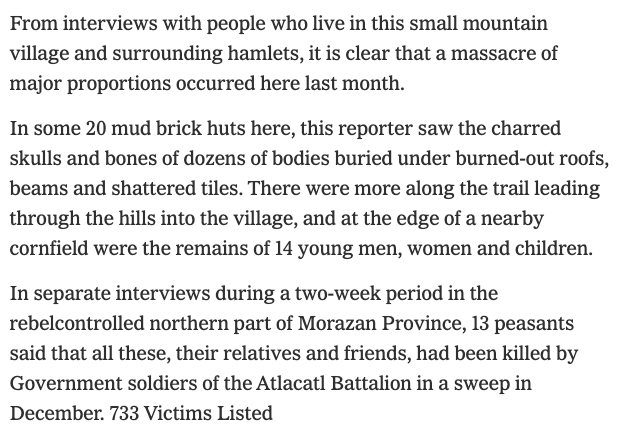 From interviews with people who live in this small mountain
village and surrounding hamlets, it is clear that a massacre of
major proportions occurred here last month.
In some 20 mud brick huts here, this reporter saw the charred
skulls and bones of dozens of bodies buried under burned-out roofs,
beams and shattered tiles. There were more along the trail leading
through the hills into the village, and at the edge of a nearby
cornfield were the remains of 14 young men, women and children.
In separate interviews during a two-week period in the
rebelcontrolled northern part of Morazan Province, 13 peasants
said that all these, their relatives and friends, had been killed by
Government soldiers of the Atlacatl Battalion in a sweep in
December. 733 Victims Listed